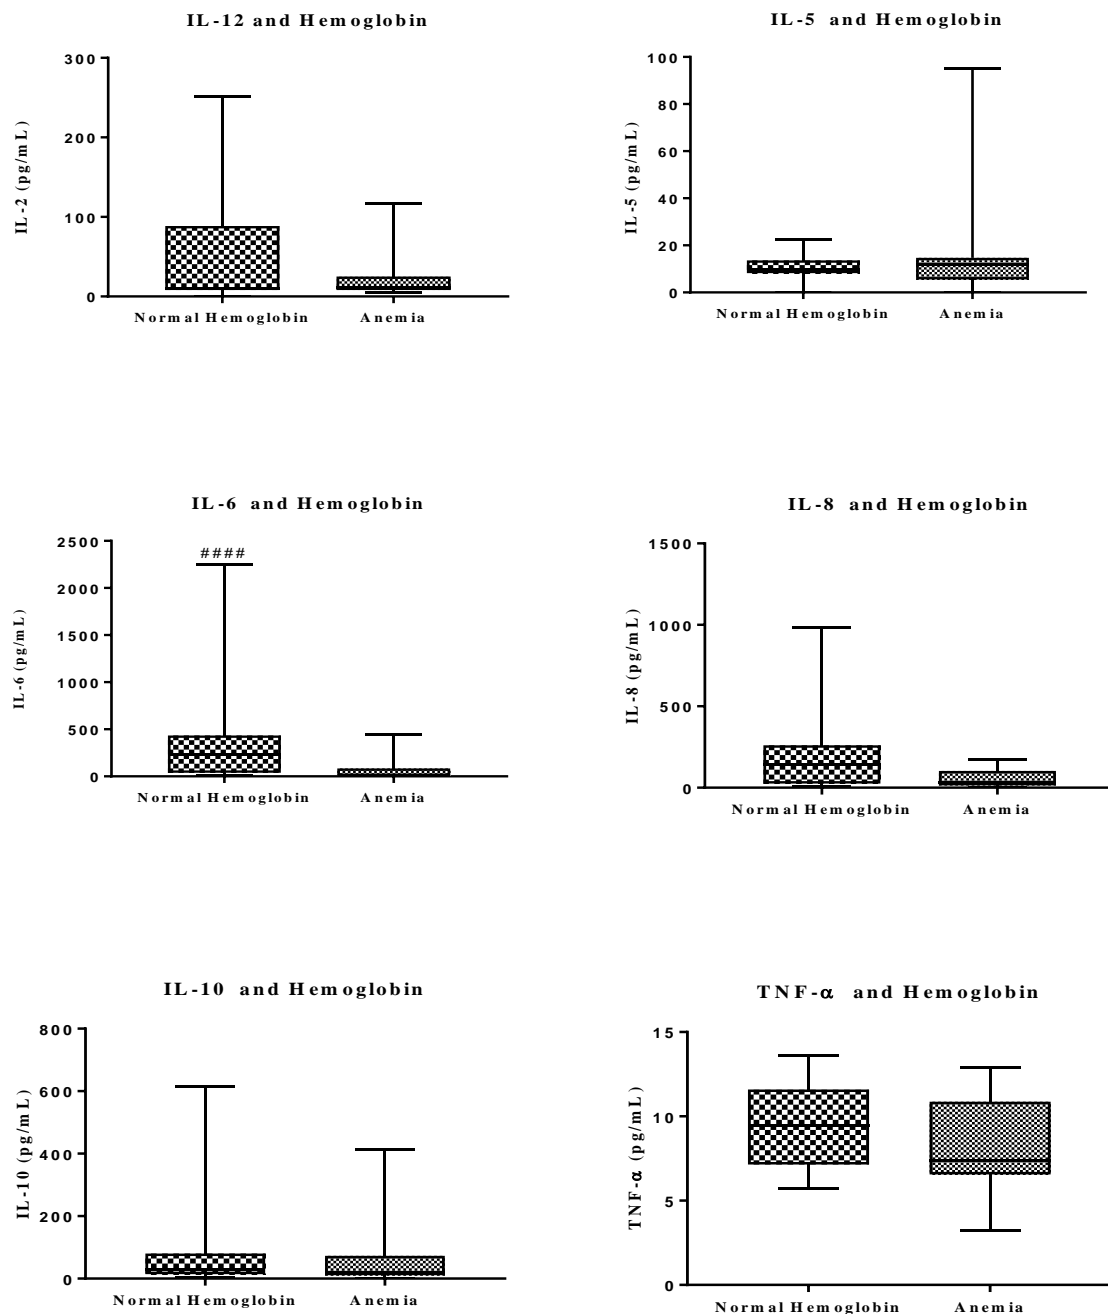 IL-12 and Hemoglobin
300
200
100
0
IL-2 (pg/mL)
Normal Hemoglobin
Anemia
IL-5 and Hemoglobin
100
80
60
40
20
0
IL-5 (pg/mL)
Normal Hemoglobin
Anemia
IL-6 and Hemoglobin
####
2500
2000
1500
1000
500
0
IL-6 (pg/mL)
Normal Hemoglobin
Anemia
IL-8 and Hemoglobin
1500
1000
500
0
IL-8 (pg/mL)
Normal Hemoglobin
Anemia
IL-10 and Hemoglobin
800
600
400
200
0
IL-10 (pg/mL)
Normal Hemoglobin
Anemia
TNF-α and Hemoglobin
15
10
5
0
TNF-α (pg/mL)
Normal Hemoglobin
Anemia